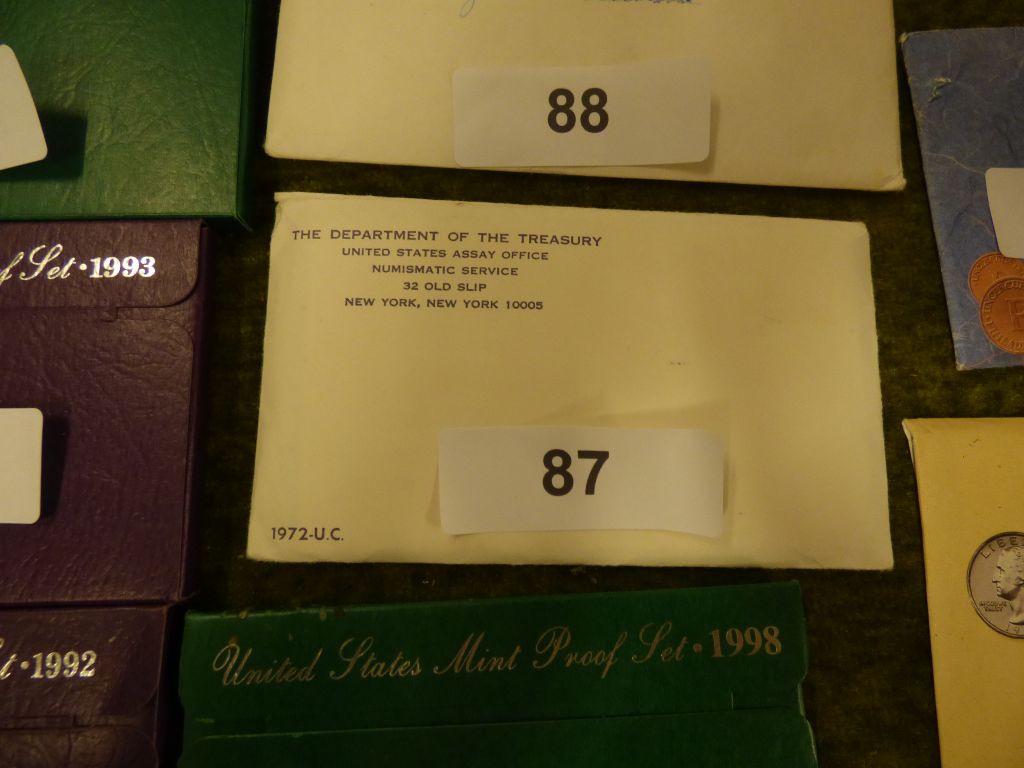 88
THE DEPARTMENT OF THE TREASURY
UNITED STATES ASSAY OFFICE
NUMISMATIC SERVICE
32 OLD SLIP
NEW YORK, NEW YORK 10005
87
1972-U.C.
f Set · 1993
t · 1992
United States Mint Proof Set · 1998